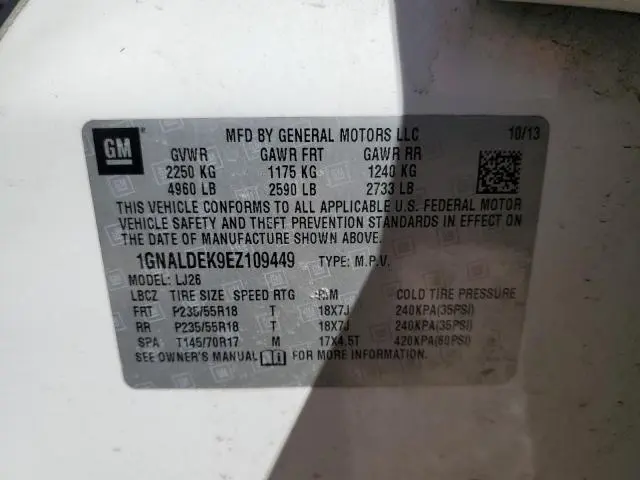 GM MFD BY GENERAL MOTORS LLC 10/13
GVWR GAWR FRT GAWR RR
2250 KG 1175 KG 1240 KG
4960 LB 2590 LB 2733 LB
THIS VEHICLE CONFORMS TO ALL APPLICABLE U.S. FEDERAL MOTOR
VEHICLE SAFETY AND THEFT PREVENTION STANDARDS IN EFFECT ON
THE DATE OF MANUFACTURE SHOWN ABOVE.
1GNALDEK9EZ109449 TYPE: M.P.V.
MODEL: LJ26
LBCZ TIRE SIZE SPEED RTG RIM COLD TIRE PRESSURE
FRT P235/55R18 T 18X7J 240KPA(35PSI)
RR P235/55R18 T 18X7J 240KPA(35PSI)
SPA T145/70R17 M 17X4.5T 420KPA(60PSI)
SEE OWNER'S MANUAL FOR MORE INFORMATION.